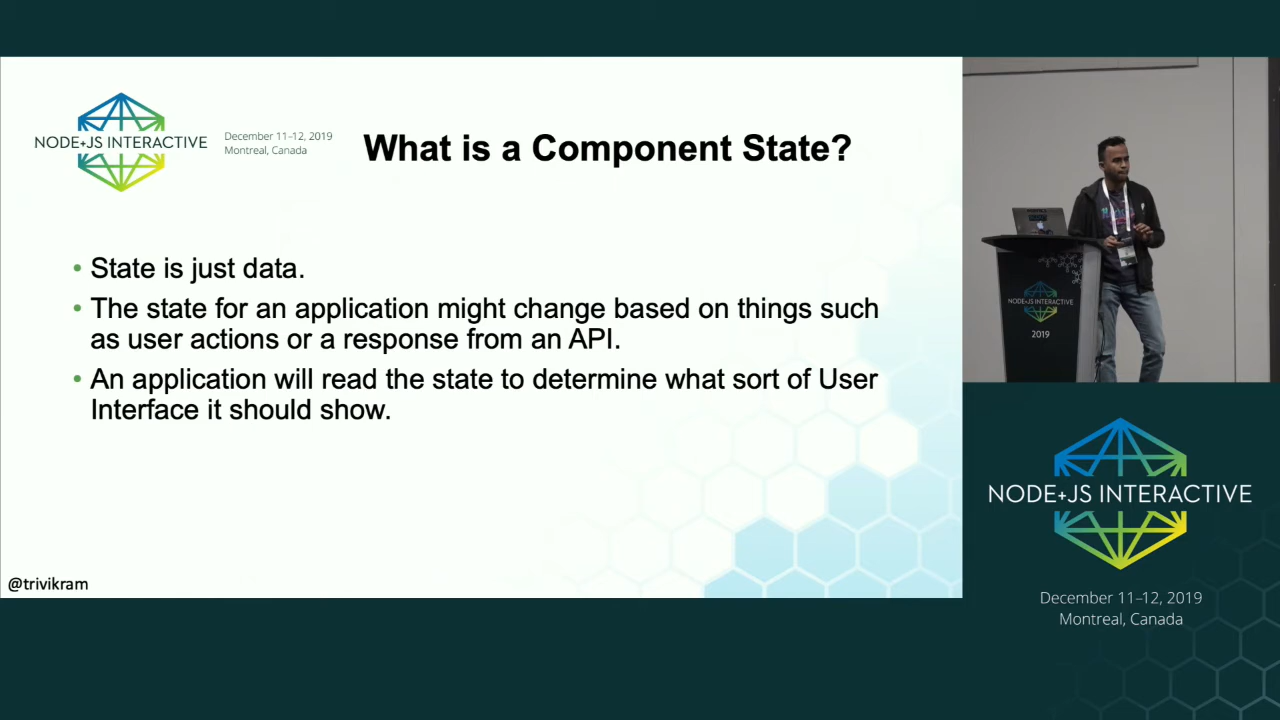 NODE+JS INTERACTIVE
December 11–12, 2019
Montreal, Canada
What is a Component State?
• State is just data.
• The state for an application might change based on things such
as user actions or a response from an API.
• An application will read the state to determine what sort of User
Interface it should show.
@trivikram
NODE+JS INTERACTIVE
2019
NODE+JS INTERACTIVE
December 11–12, 2019
Montreal, Canada